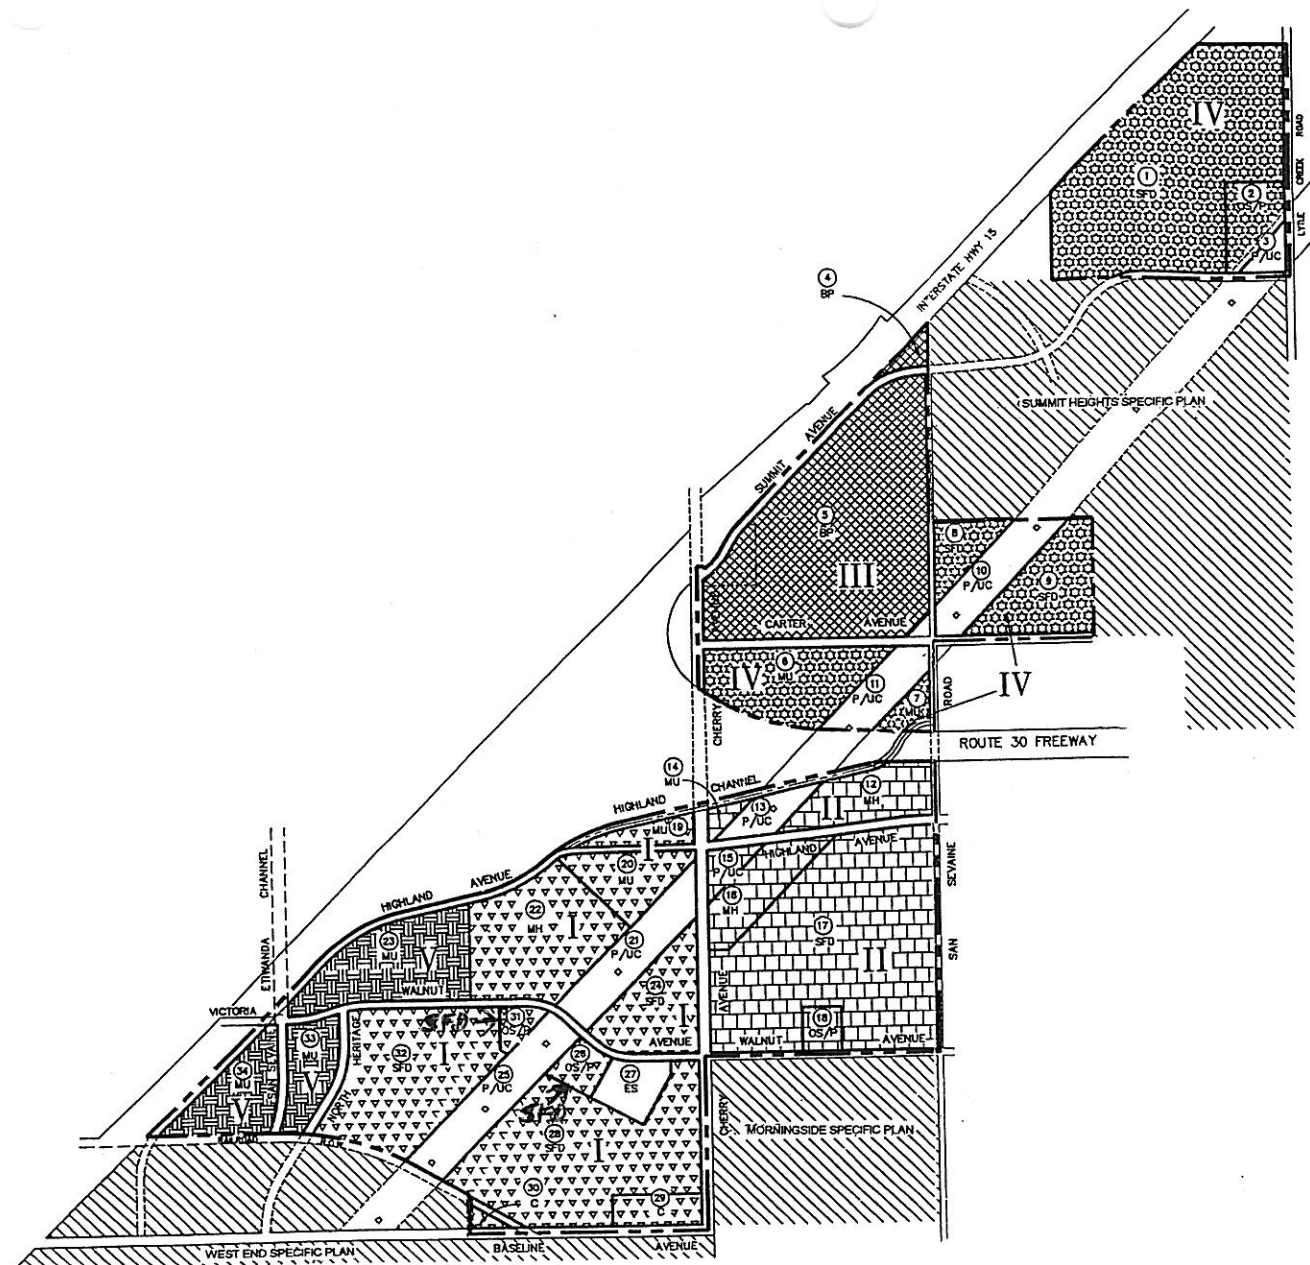 IV
1
SFD
2
OS/P
3
P/UC
LYTLE CREEK ROAD
INTERSTATE HWY 15
4
BP
SUMMIT HEIGHTS SPECIFIC PLAN
SUMMIT AVENUE
5
BP
III
8
SFD
10
P/UC
9
SFD
CARTER AVENUE
IV
6
MU
11
P/UC
7
MU
IV
ROAD
CHERRY
ROUTE 30 FREEWAY
14
MU
HIGHLAND CHANNEL
12
MH
II
13
P/UC
MU 19
I
HIGHLAND AVENUE
15
P/UC
20
MU
16
MH
17
SFD
II
SAN SEVAINE
ETIWANDA CHANNEL
HIGHLAND AVENUE
22
MH
I
21
P/UC
23
MU
V
WALNUT
24
SFD
I
AVENUE
VICTORIA
SFD
31
OS/P
18
OS/P
AVENUE
WALNUT AVENUE
33
MU
V
HERITAGE
NORTH
32
SFD
I
25
P/UC
26
OS/P
27
ES
34
MU
V
SAN SEVAINE
RAILROAD
SFD
28
SFD
I
CHERRY
MORNINGSIDE SPECIFIC PLAN
30
C
29
C
WEST END SPECIFIC PLAN
BASELINE AVENUE